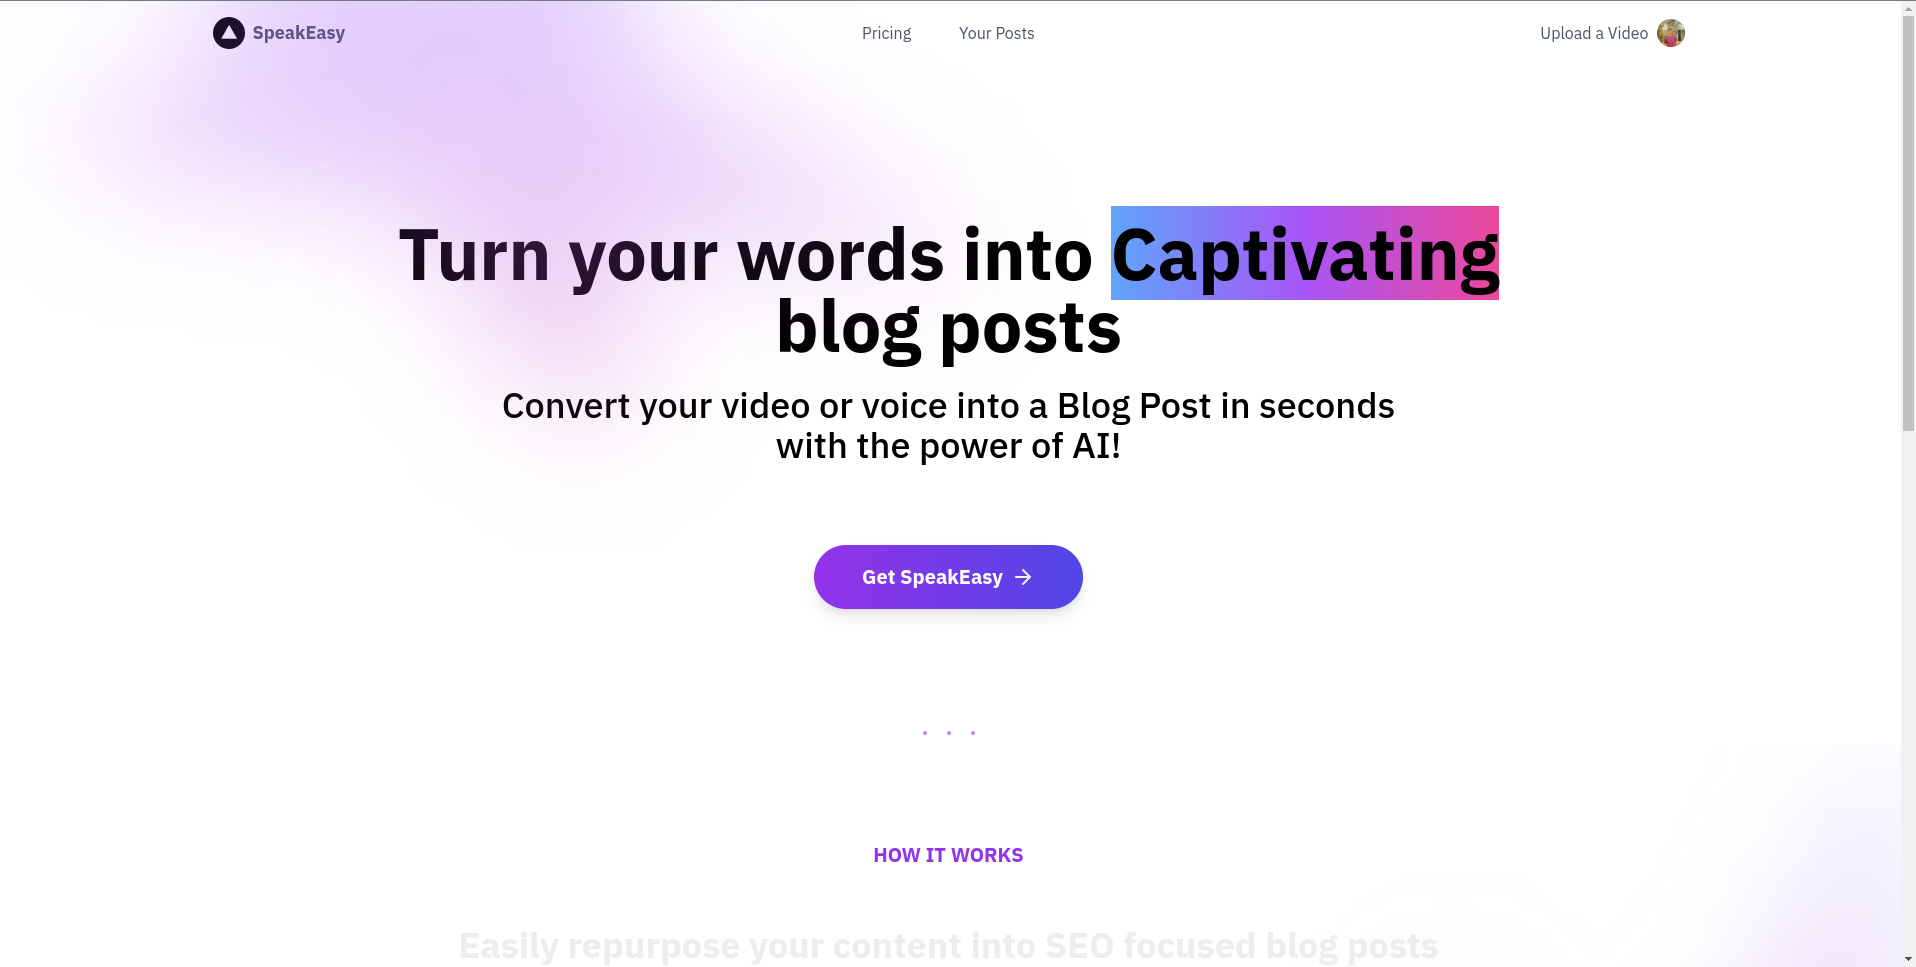 SpeakEasy
Pricing
Your Posts
Upload a Video
Turn your words into Captivating
blog posts
Convert your video or voice into a Blog Post in seconds
with the power of AI!
Get SpeakEasy
HOW IT WORKS
Easily repurpose your content into SEO focused blog posts